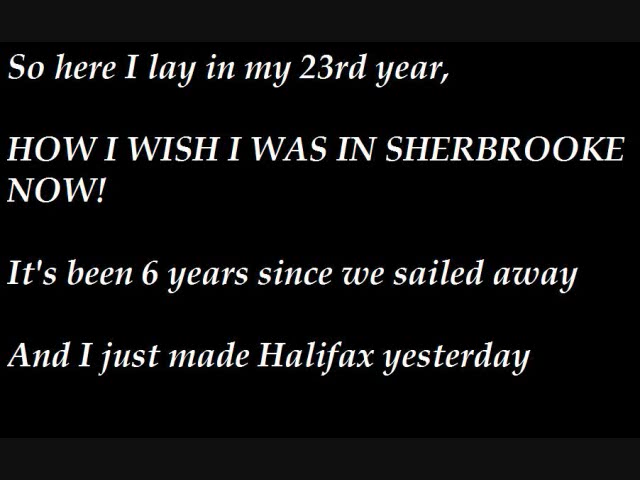 So here I lay in my 23rd year,
HOW I WISH I WAS IN SHERBROOKE
NOW!
It's been 6 years since we sailed away
And I just made Halifax yesterday